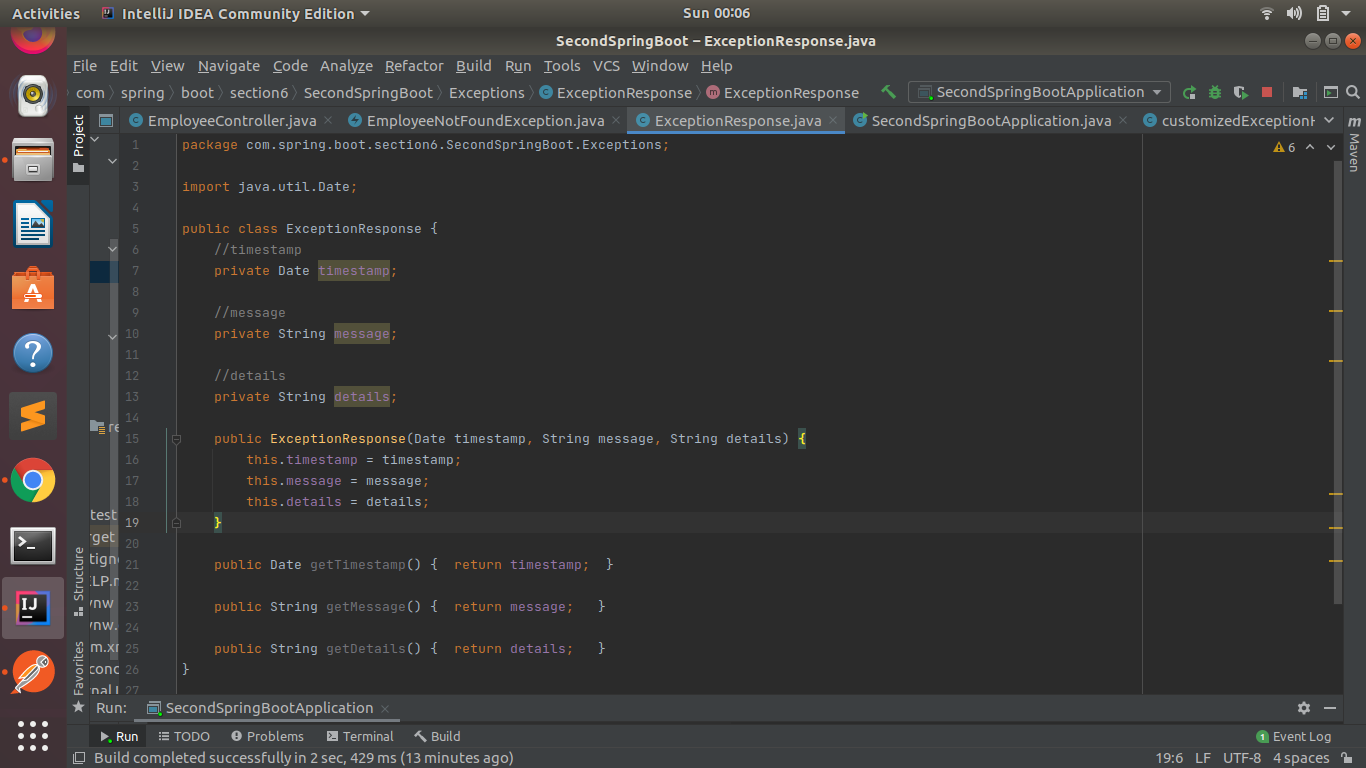 Activities IntelliJ IDEA Community Edition Sun 00:06
SecondSpringBoot – ExceptionResponse.java
File Edit View Navigate Code Analyze Refactor Build Run Tools VCS Window Help
com spring boot section6 SecondSpringBoot Exceptions ExceptionResponse ExceptionResponse SecondSpringBootApplication
EmployeeController.java EmployeeNotFoundException.java ExceptionResponse.java SecondSpringBootApplication.java customizedExceptionH
Project
Maven
6
1 package com.spring.boot.section6.SecondSpringBoot.Exceptions;
2
3 import java.util.Date;
4
5 public class ExceptionResponse {
6 //timestamp
7 private Date timestamp;
8
9 //message
10 private String message;
11
12 //details
13 private String details;
14
15 public ExceptionResponse(Date timestamp, String message, String details) {
16 this.timestamp = timestamp;
17 this.message = message;
18 this.details = details;
19 }
20
21 public Date getTimestamp() { return timestamp; }
22
23 public String getMessage() { return message; }
24
25 public String getDetails() { return details; }
26 }
27
re
test
rget
tigno
Structure
Favorites
Run: SecondSpringBootApplication
Run TODO Problems Terminal Build Event Log
Build completed successfully in 2 sec, 429 ms (13 minutes ago) 19:6 LF UTF-8 4 spaces